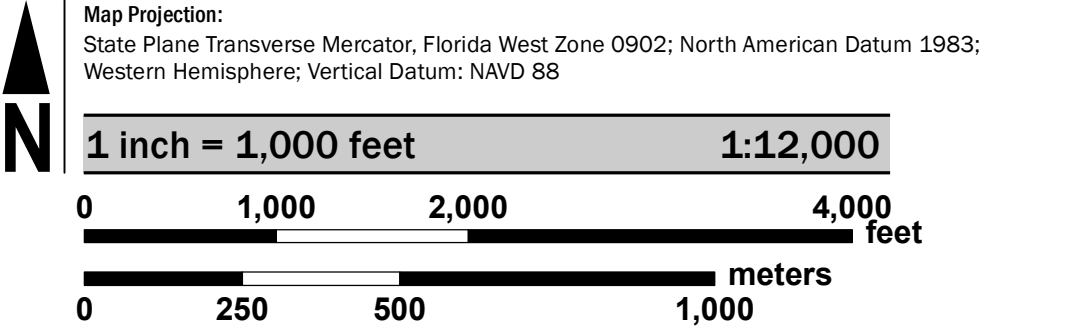 Map Projection:
State Plane Transverse Mercator, Florida West Zone 0902; North American Datum 1983;
Western Hemisphere; Vertical Datum: NAVD 88
N
1 inch = 1,000 feet 1:12,000
0 1,000 2,000 4,000
feet
meters
0 250 500 1,000